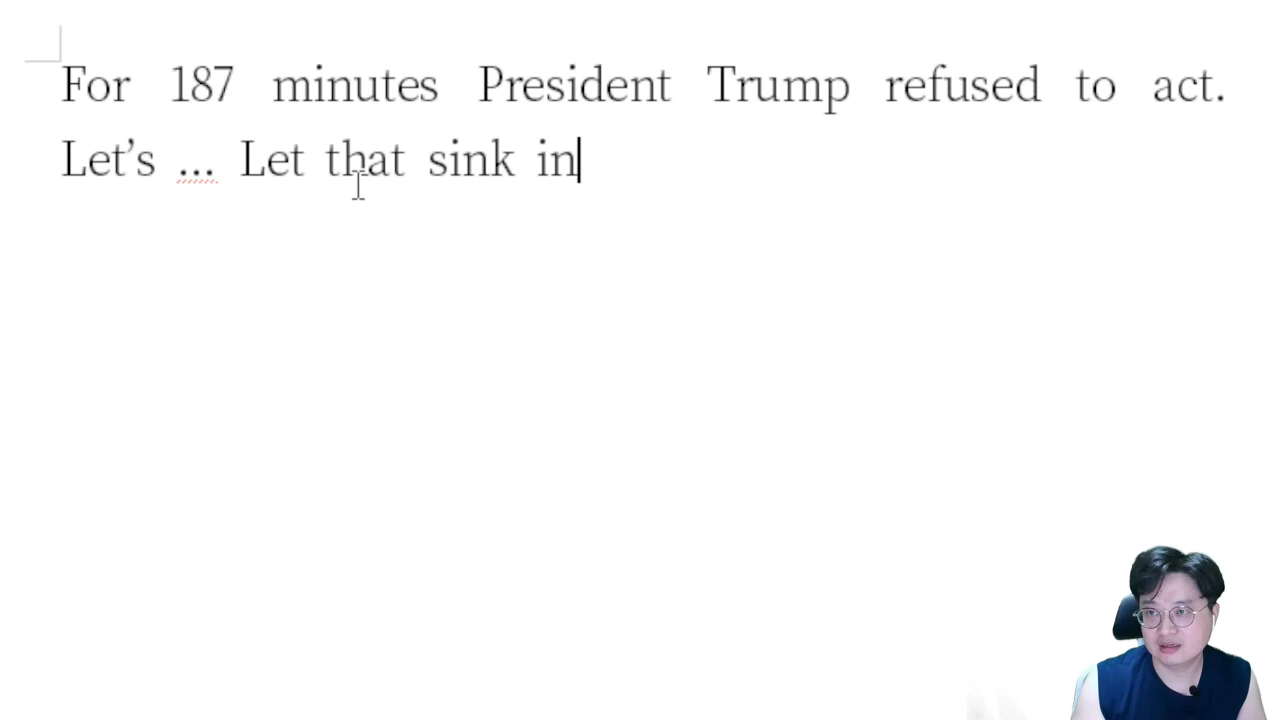 For 187 minutes President Trump refused to act.
Let’s ... Let that sink in